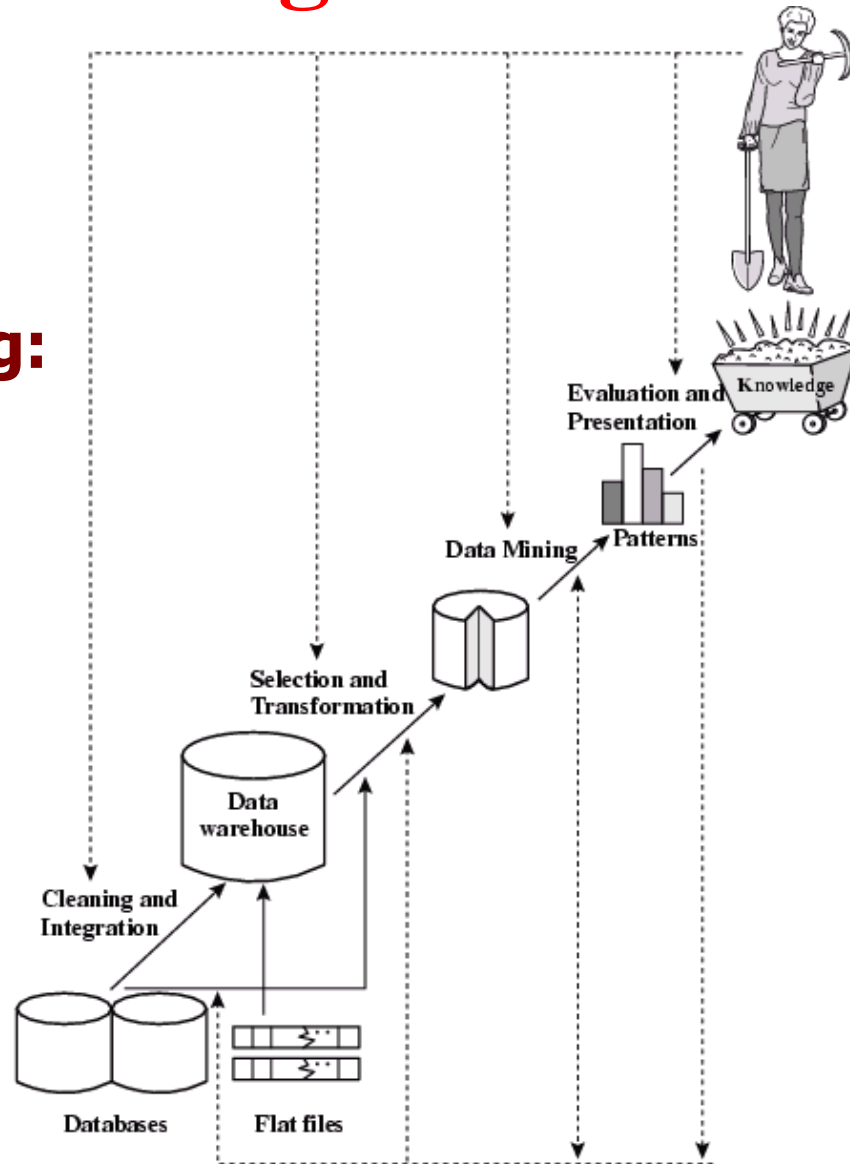 g
g:
Evaluation and
Presentation
Knowledge
Patterns
Data Mining
Selection and
Transformation
Data
warehouse
Cleaning and
Integration
Databases
Flat files